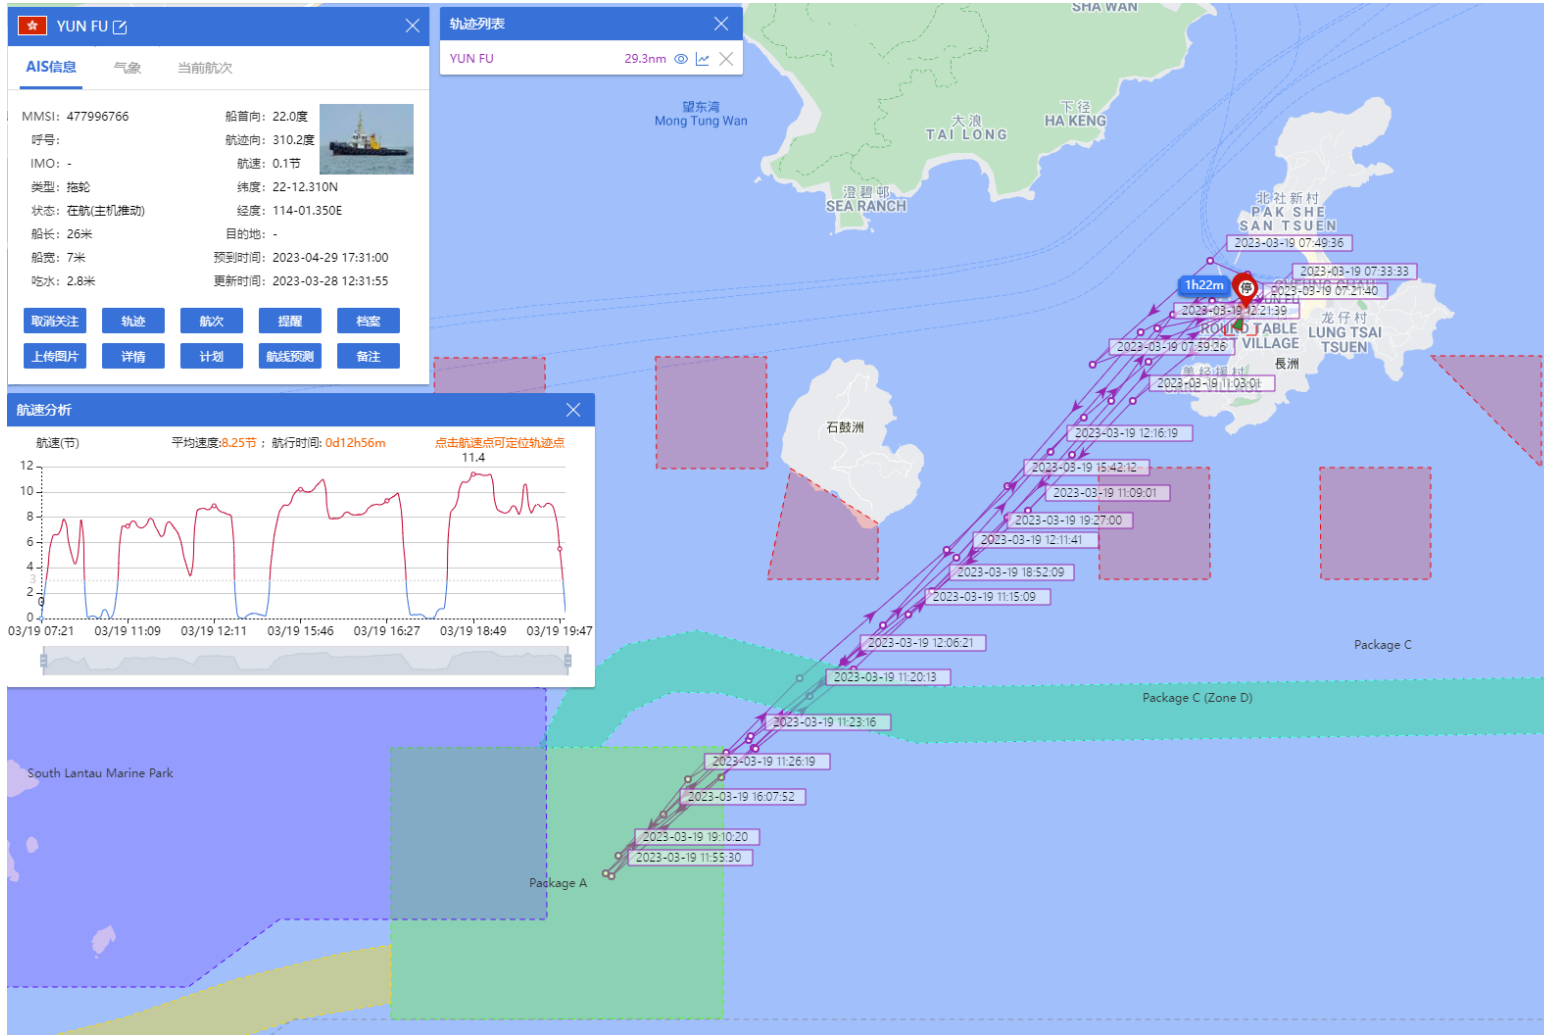 YUN FU
AIS信息 气象 当前航次
MMSI: 477996766 船首向: 22.0度
呼号: 航迹向: 310.2度
IMO: - 航速: 0.1节
类型: 拖轮 纬度: 22-12.310N
状态: 在航(主机推动) 经度: 114-01.350E
船长: 26米 目的地: -
船宽: 7米 预到时间: 2023-04-29 17:31:00
吃水: 2.8米 更新时间: 2023-03-28 12:31:55
取消关注 轨迹 航次 提醒 档案
上传图片 详情 计划 航线预测 备注
轨迹列表
YUN FU 29.3nm
航速分析
航速(节) 平均速度:8.25节 ; 航行时间: 0d12h56m 点击航速点可定位轨迹点
11.4
12
10
8
6
4
3
2
0
0
03/19 07:21 03/19 11:09 03/19 12:11 03/19 15:46 03/19 16:27 03/19 18:49 03/19 19:47
SHA WAN
望东湾
Mong Tung Wan
下径
HA KENG
大浪
TAI LONG
澄碧邨
SEA RANCH
北社新村
PAK SHE
SAN TSUEN
2023-03-19 07:49:36
2023-03-19 07:33:33
CHEUNG CHAU
1h22m
停
2023-03-19 07:21:40
YUN FU
2023-03-19 12:21:39
龙仔村
LUNG TSAI
TSUEN
ROUND TABLE
VILLAGE
2023-03-19 07:59:26
長洲
2023-03-19 11:03:01
CARE VILLAGE
石鼓洲
2023-03-19 12:16:19
2023-03-19 15:42:12
2023-03-19 11:09:01
2023-03-19 19:27:00
2023-03-19 12:11:41
2023-03-19 18:52:09
2023-03-19 11:15:09
2023-03-19 12:06:21
Package C
2023-03-19 11:20:13
Package C (Zone D)
2023-03-19 11:23:16
2023-03-19 11:26:19
South Lantau Marine Park
2023-03-19 16:07:52
2023-03-19 19:10:20
2023-03-19 11:55:30
Package A